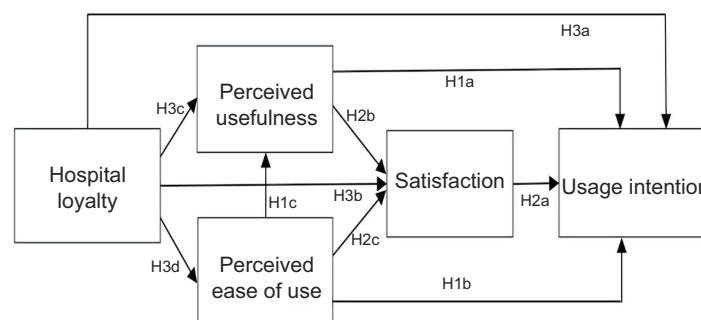 H3a
Perceived
usefulness
H1a
H3c
H2b
Hospital
loyalty
Satisfaction
Usage intention
H3b
H2a
H1c
H2c
H3d
Perceived
ease of use
H1b